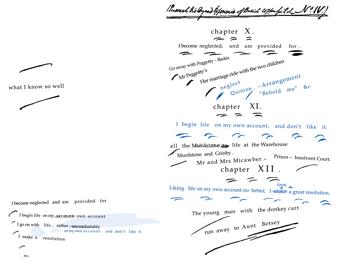 (Personal History and Experience of David Copperfield — No IV.)
chapter X.
I become neglected, and am provided for.
Go away with Peggotty - Barkis
Mr Peggotty's
Her marriage ride with the two children
neglect
Quinion - Arrangement
"Behold me" &c
chapter XI.
I begin life on my own account, and don't like it.
all the Murdstone life at the Warehouse
Murdstone and Grinby -
Mr and Mrs Micawber - Prison - Insolvent Court.
chapter XII
Liking life on my own account no better, I form a great resolution.
The young man with the donkey cart
run away to Aunt Betsey
what I know so well
I become neglected and am provided for
I begin life on my own account
I go on with life, rather uncomfortably
on my own account and don't like it
I make a resolution